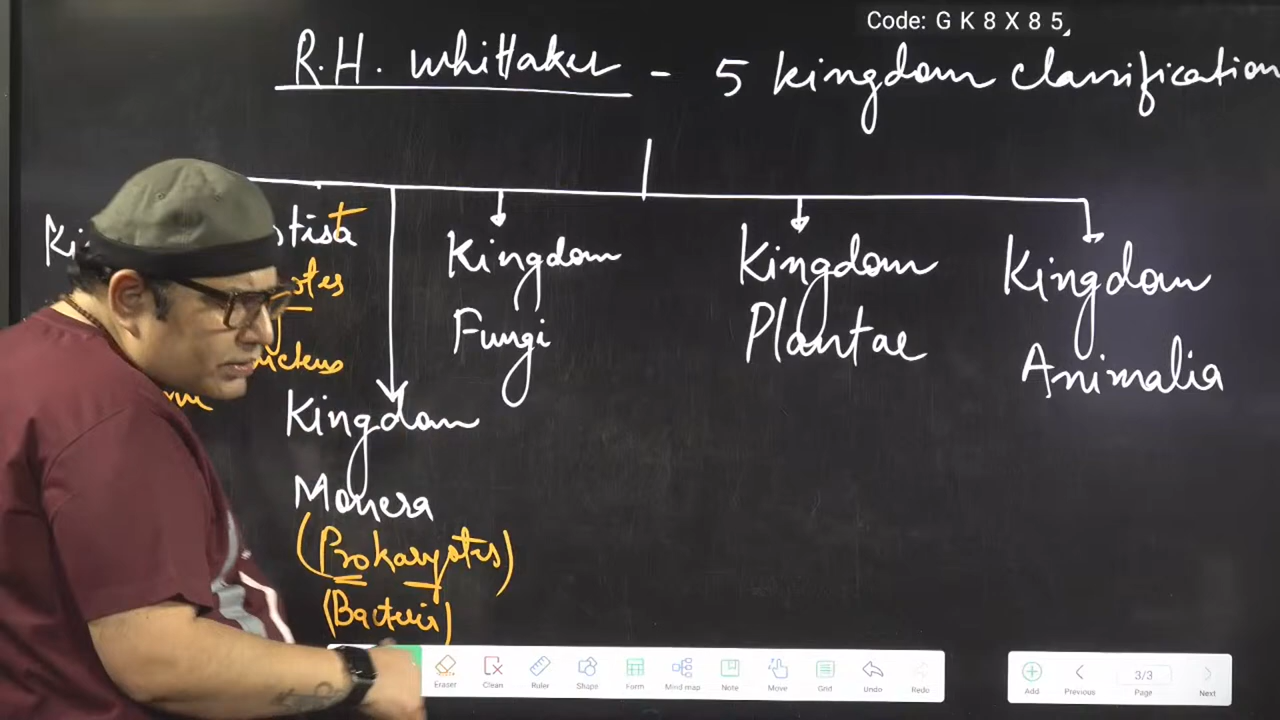 Code: G K 8 X 8 5,
R.H. Whittaker - 5 kingdom classification
Kingdom
Fungi
Kingdom
Plantae
Kingdom
Animalia
Kingdom
Monera
(Prokaryotes)
(Bacteria)
Eraser Clean Ruler Shape Form Mind map Note Move Grid Undo Redo
Add Previous 3/3 Page Next